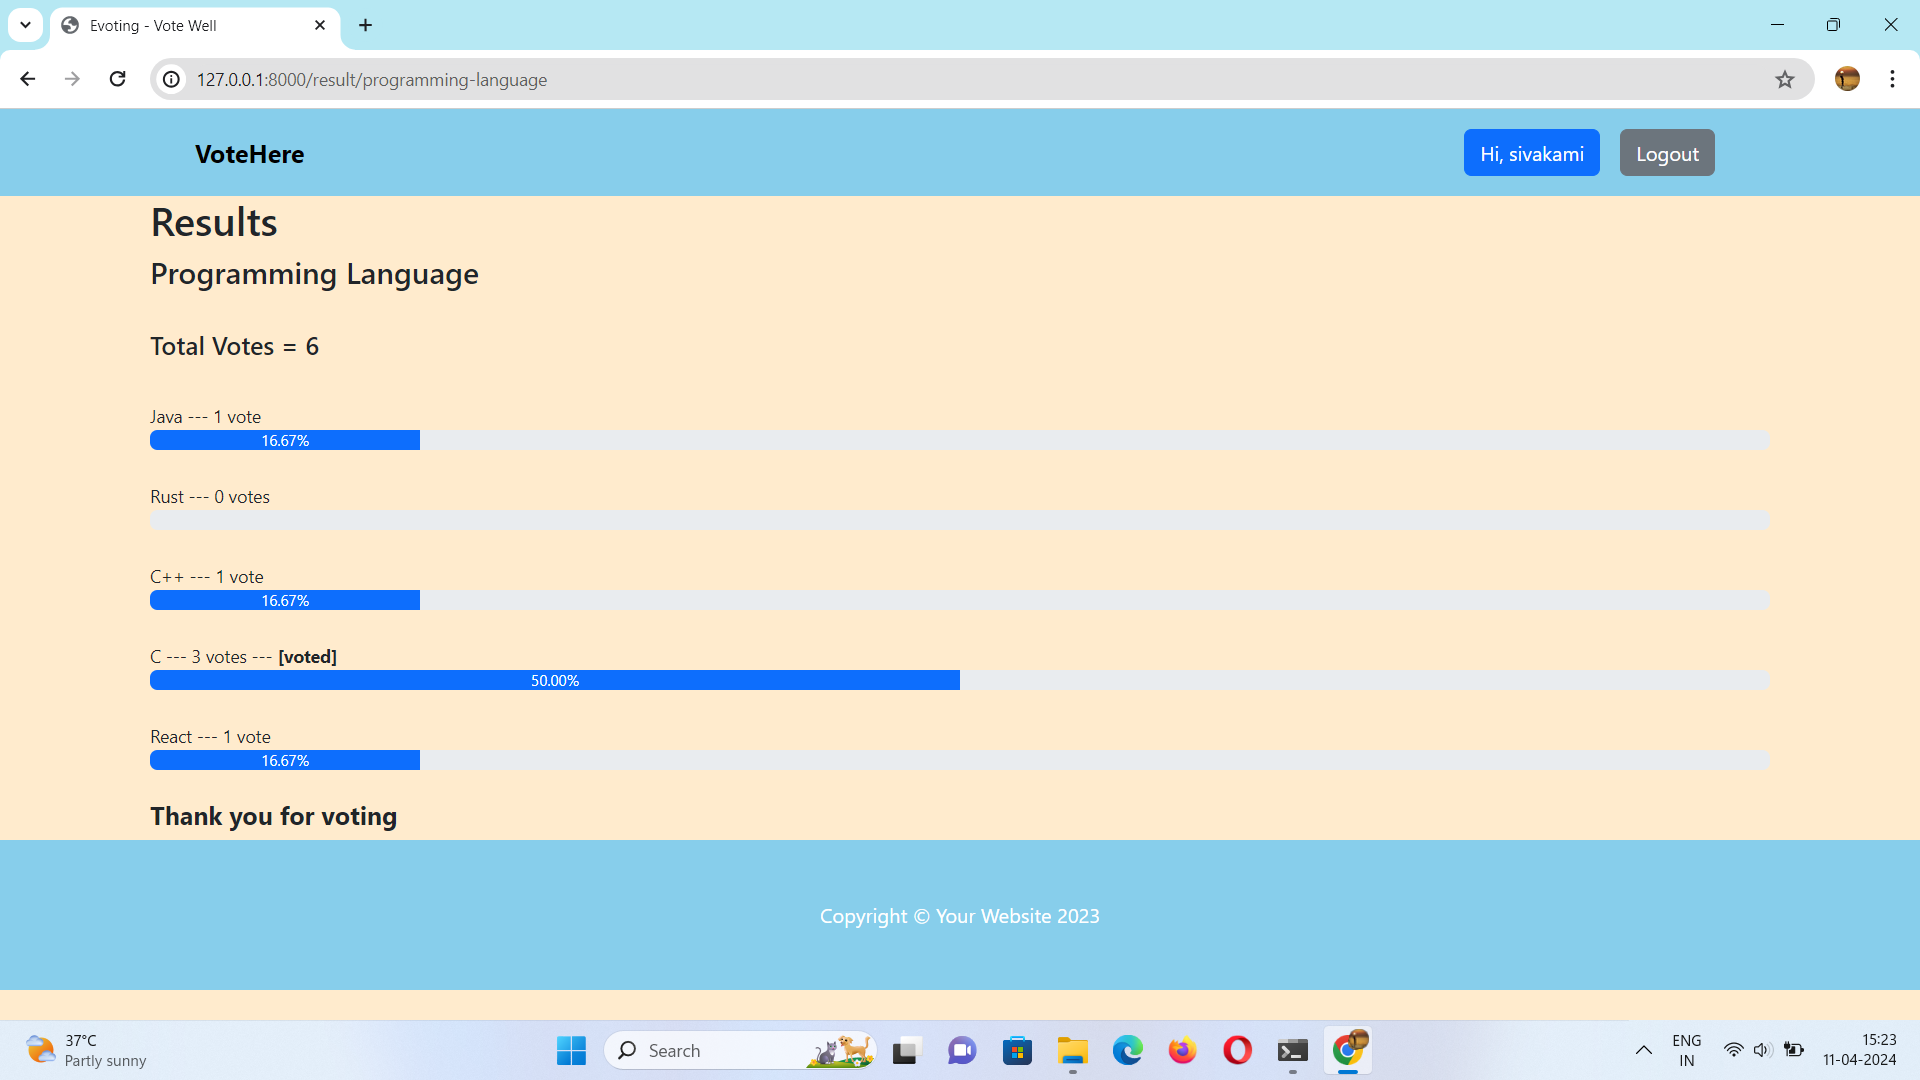 Evoting - Vote Well
127.0.0.1:8000/result/programming-language
VoteHere
Hi, sivakami
Logout
Results
Programming Language
Total Votes = 6
Java --- 1 vote
16.67%
Rust --- 0 votes
C++ --- 1 vote
16.67%
C --- 3 votes --- [voted]
50.00%
React --- 1 vote
16.67%
Thank you for voting
Copyright © Your Website 2023
37°C
Partly sunny
Search
ENG
IN
15:23
11-04-2024